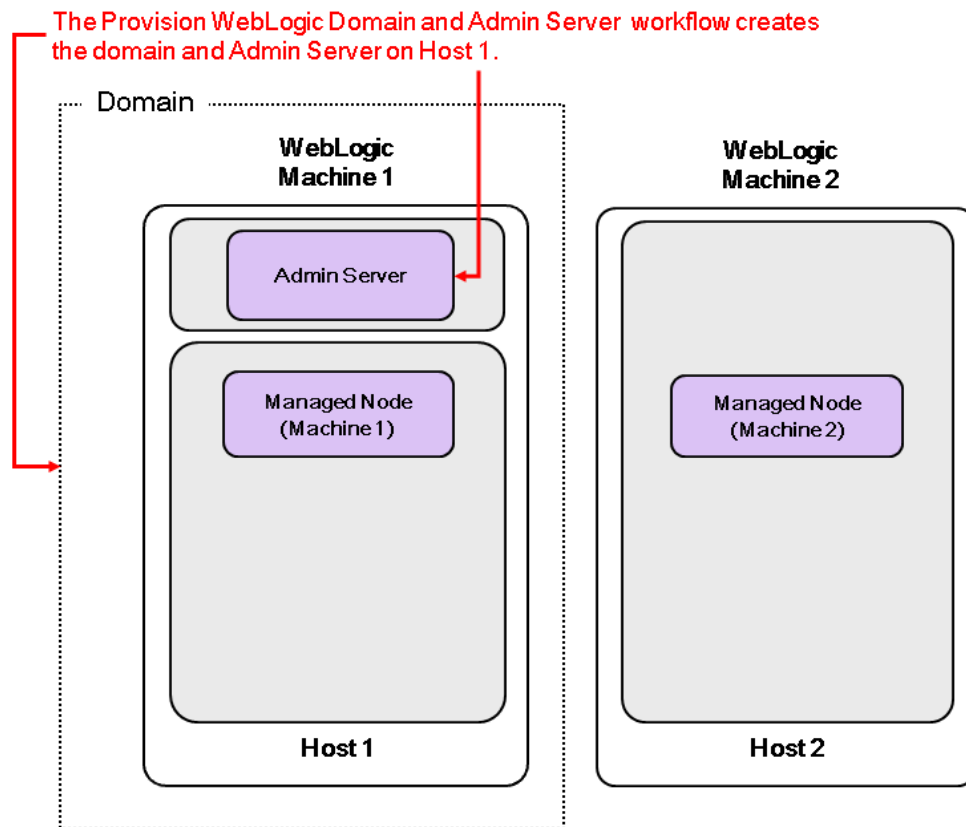 The Provision WebLogic Domain and Admin Server workflow creates
the domain and Admin Server on Host 1.
Domain
WebLogic
Machine 1
WebLogic
Machine 2
Admin Server
Managed Node
(Machine 1)
Managed Node
(Machine 2)
Host 1
Host 2